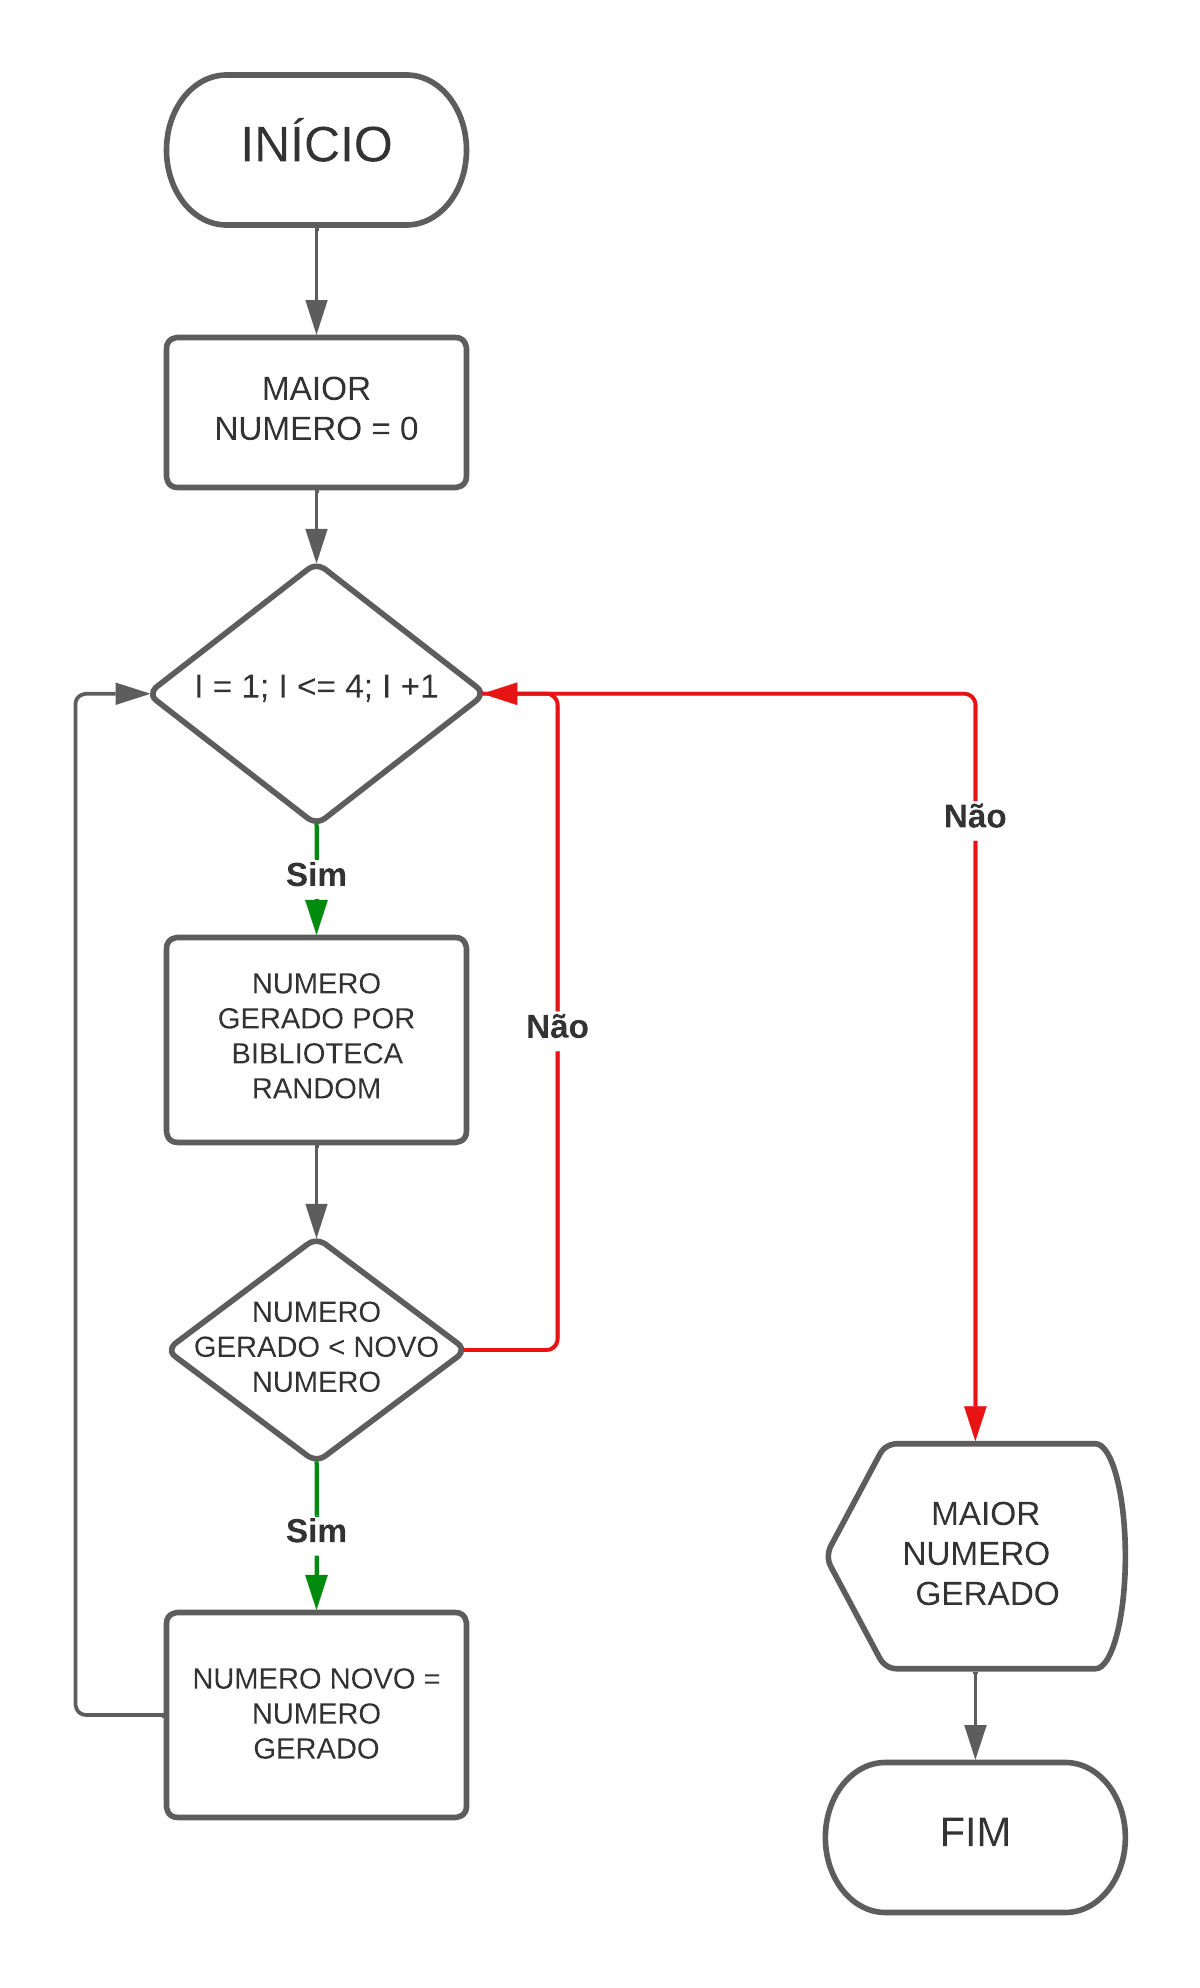 INÍCIO
MAIOR
NUMERO = 0
I = 1; I <= 4; I +1
Sim
Não
NUMERO
GERADO POR
BIBLIOTECA
RANDOM
Não
NUMERO
GERADO < NOVO
NUMERO
Sim
NUMERO NOVO =
NUMERO
GERADO
MAIOR
NUMERO
GERADO
FIM